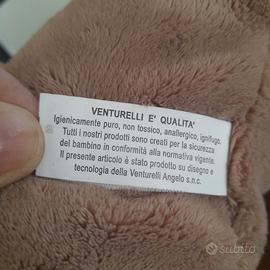 VENTURELLI E' QUALITA'
Igienicamente puro, non tossico, anallergico, ignifugo.
Tutti i nostri prodotti sono creati per la sicurezza
del bambino in conformità alla normativa vigente.
Il presente articolo è stato prodotto su disegno e
tecnologia della Venturelli Angelo s.n.c.
subito